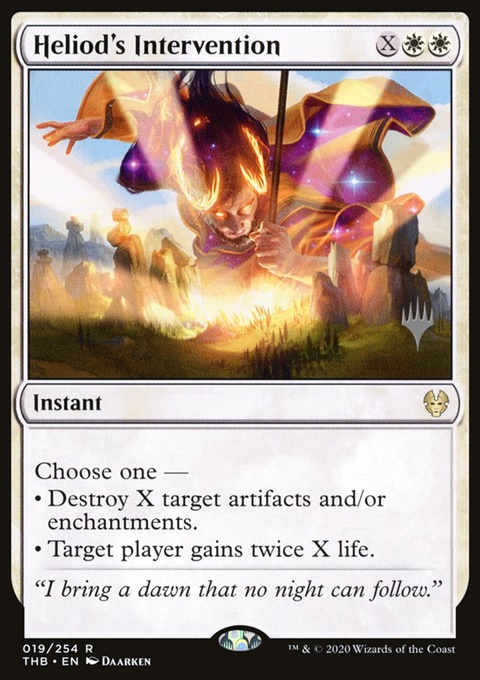 Heliod's Intervention X
Instant
Choose one —
• Destroy X target artifacts and/or
enchantments.
• Target player gains twice X life.
"I bring a dawn that no night can follow."
019/254 R
THB • EN Daarken
™ & © 2020 Wizards of the Coast